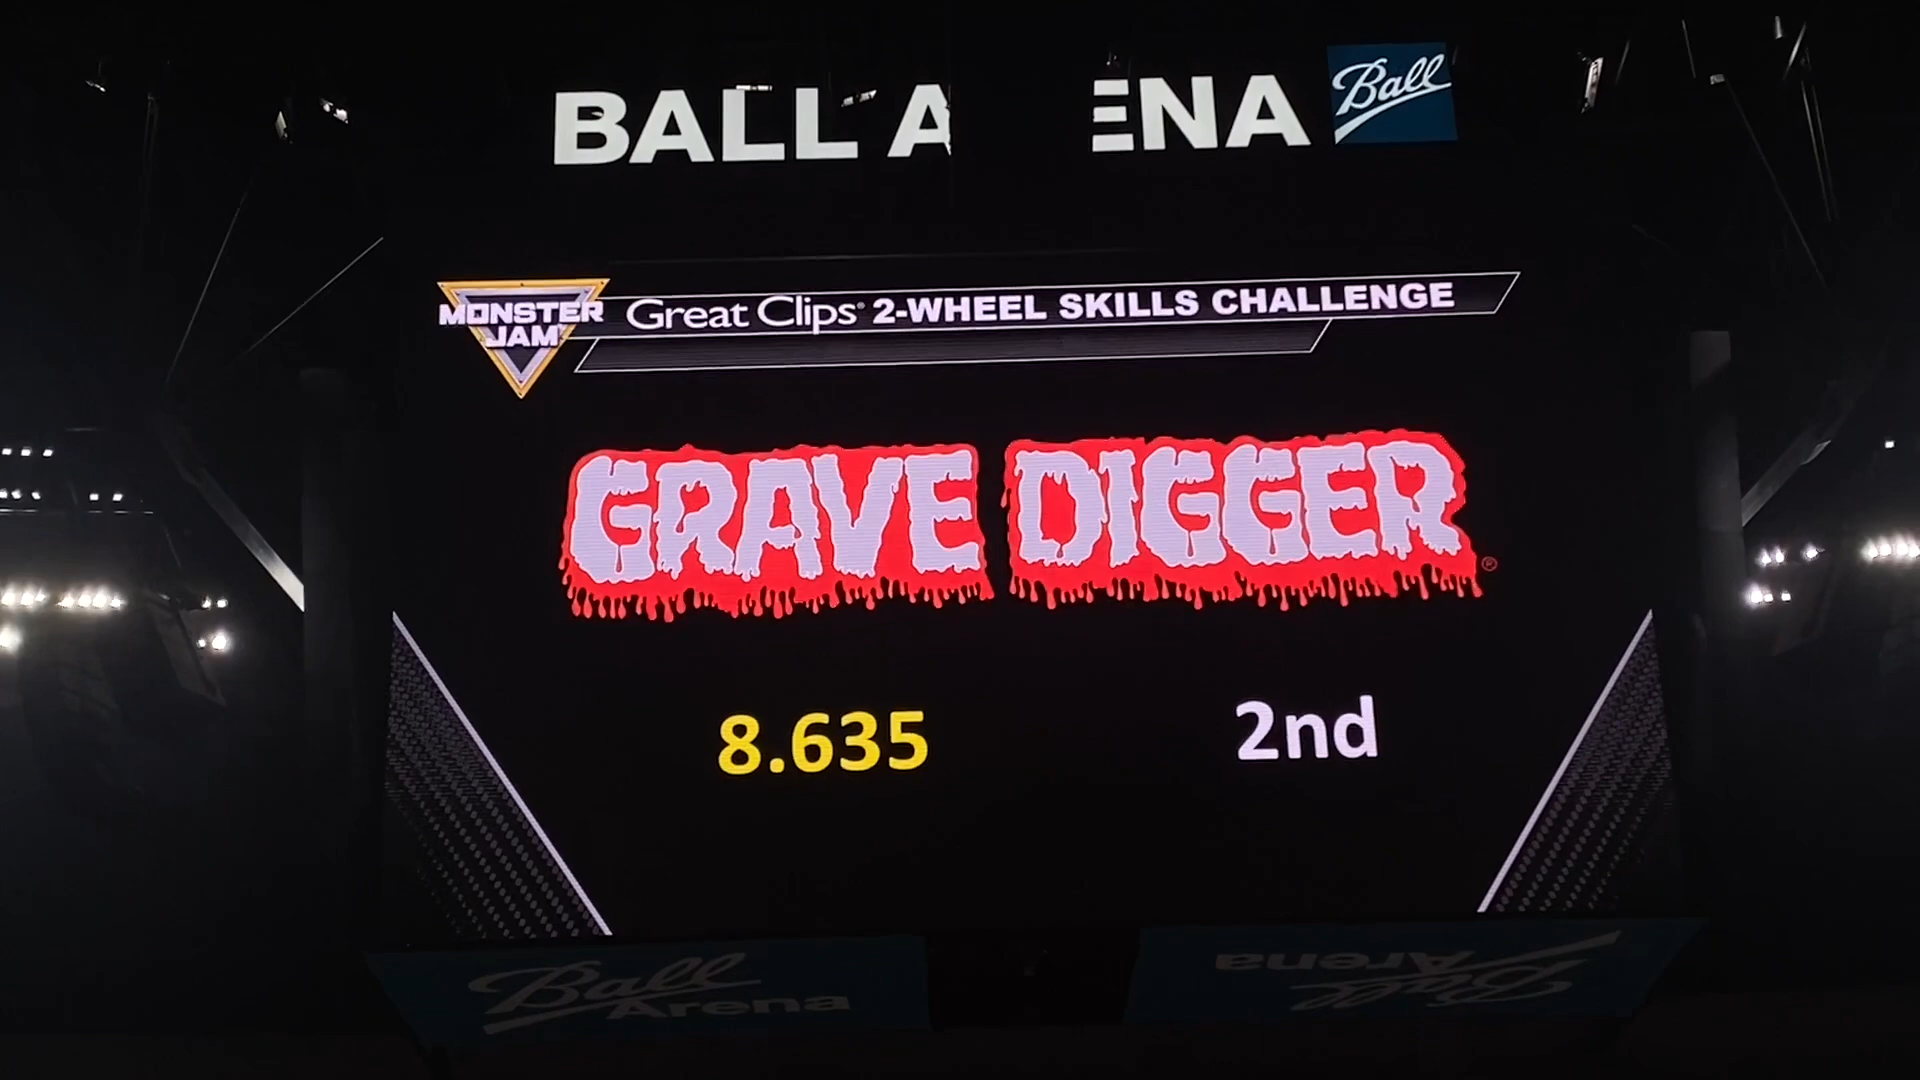 BALL ARENA Ball
MONSTER JAM
Great Clips® 2-WHEEL SKILLS CHALLENGE
GRAVE DIGGER®
8.635 2nd
Ball Arena
Ball Arena